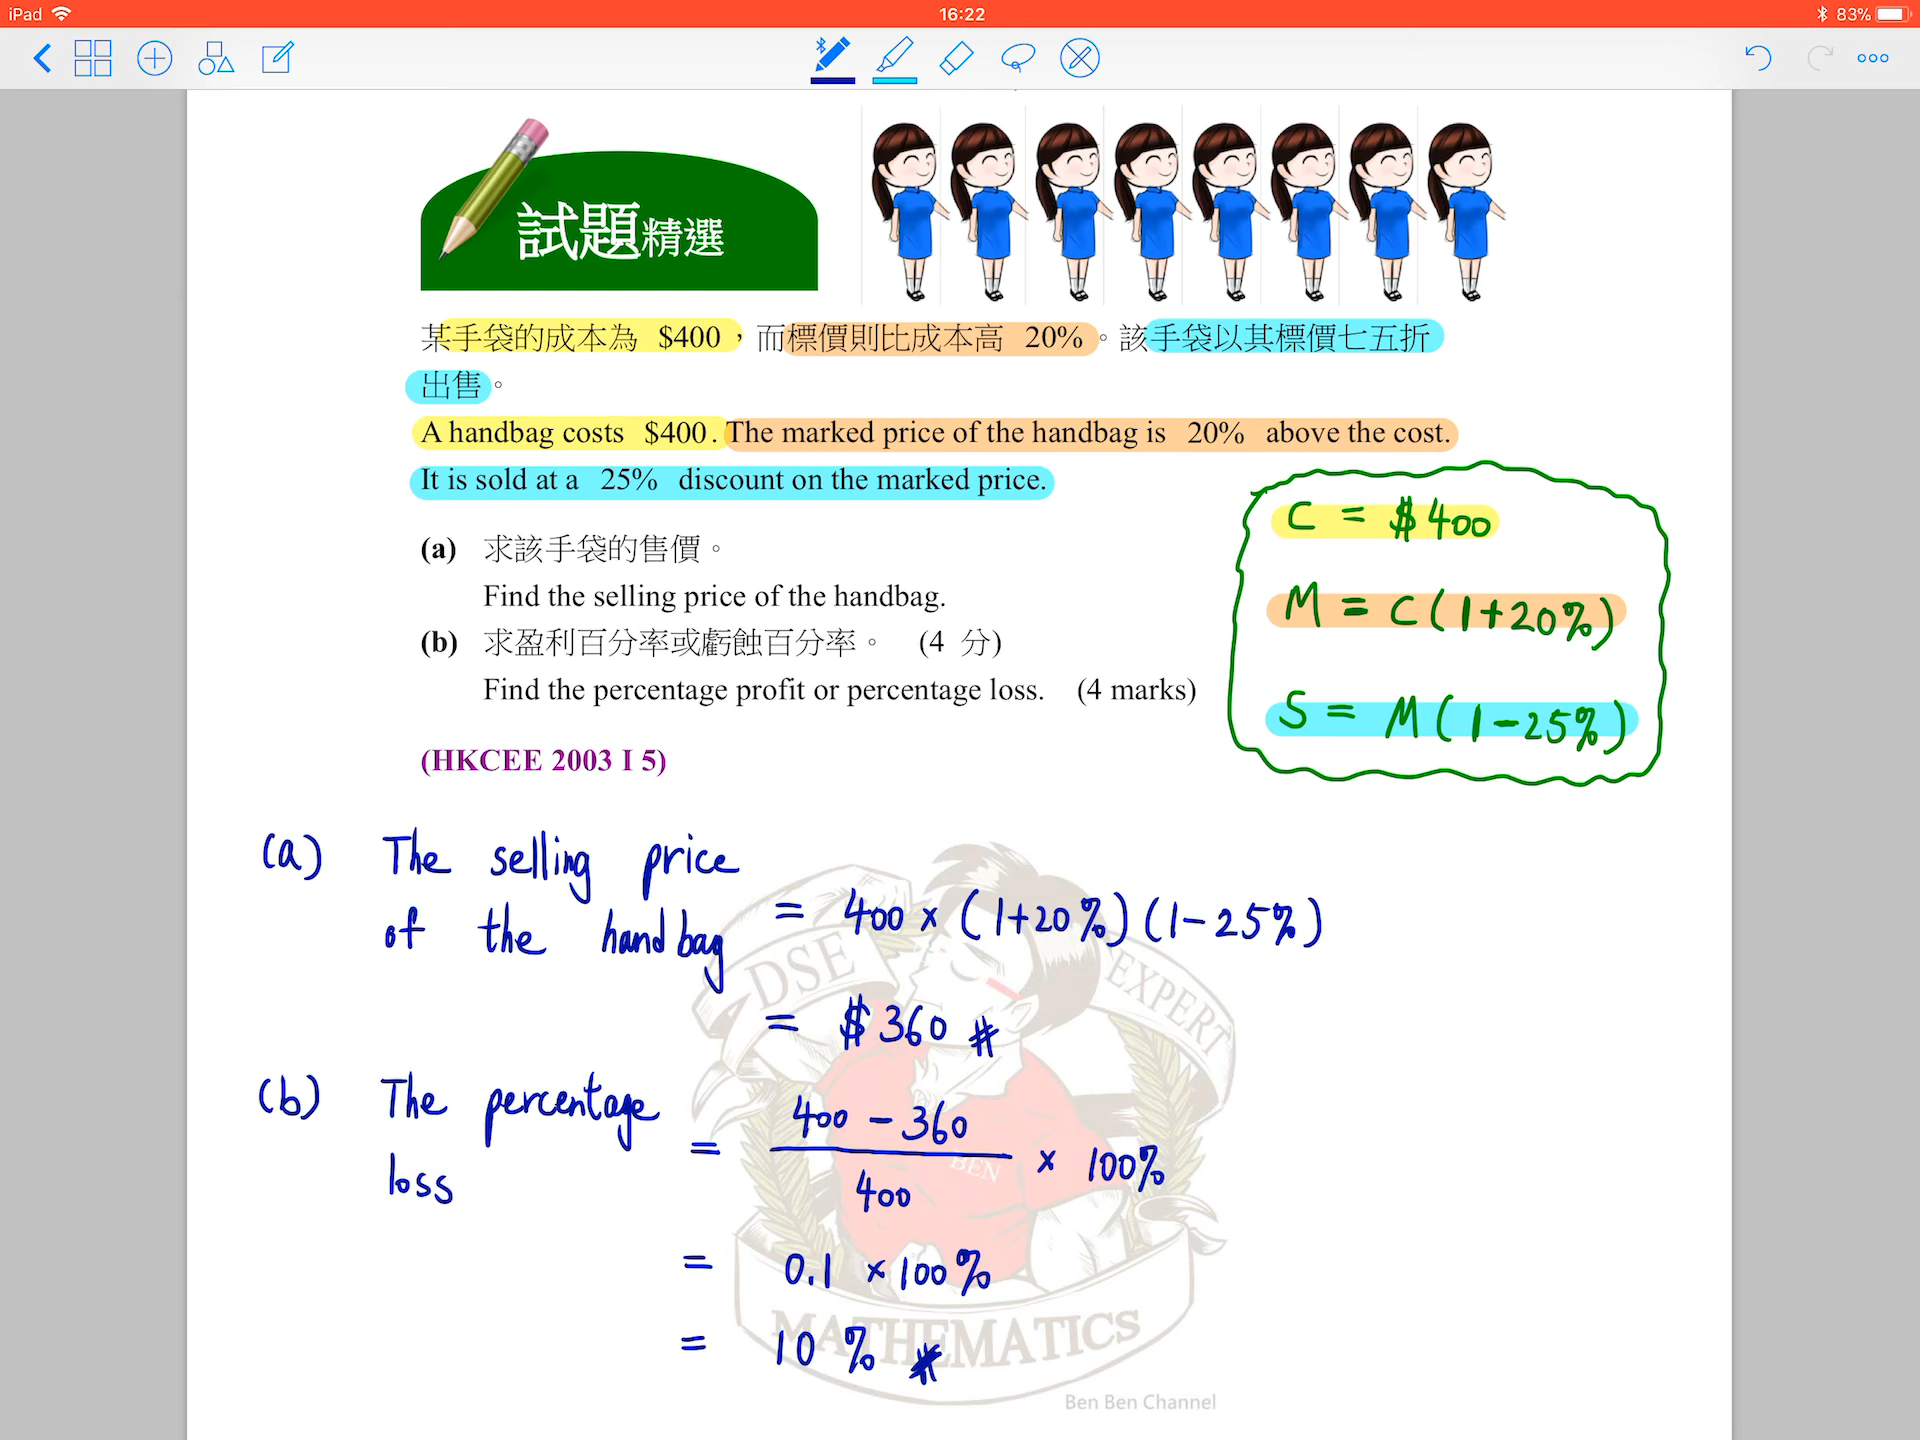 iPad
16:22
83%
試題精選
某手袋的成本為 $400，而標價則比成本高 20%。該手袋以其標價七五折
出售。
A handbag costs $400. The marked price of the handbag is 20% above the cost.
It is sold at a 25% discount on the marked price.
(a) 求該手袋的售價。
Find the selling price of the handbag.
(b) 求盈利百分率或虧蝕百分率。 (4 分)
Find the percentage profit or percentage loss. (4 marks)
(HKCEE 2003 I 5)
C = $400
M = C(1+20%)
S = M(1-25%)
(a) The selling price
of the handbag = 400 × (1+20%)(1-25%)
= $360 #
(b) The percentage
loss = 400 - 360 / 400 × 100%
= 0.1 × 100%
= 10% #
DSE EXPERT
BEN
MATHEMATICS
Ben Ben Channel